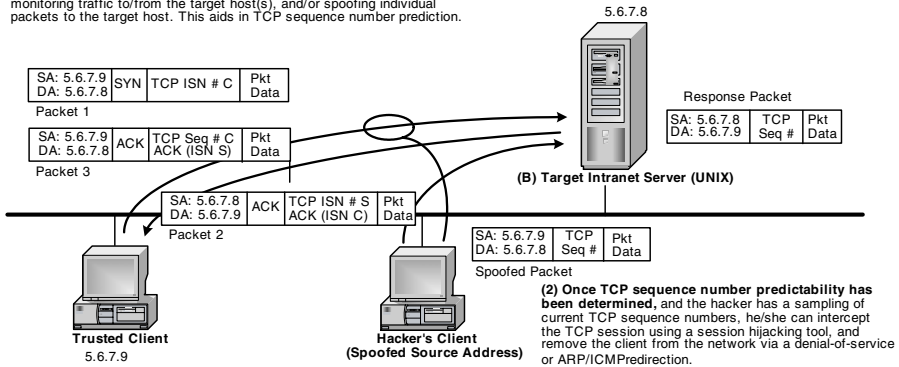 monitoring traffic to/from the target host(s), and/or spoofing individual
packets to the target host. This aids in TCP sequence number prediction.
5.6.7.8
SA: 5.6.7.9
DA: 5.6.7.8
SYN
TCP ISN # C
Pkt
Data
Packet 1
Response Packet
SA: 5.6.7.8
DA: 5.6.7.9
TCP
Seq #
Pkt
Data
SA: 5.6.7.9
DA: 5.6.7.8
ACK
TCP Seq # C
ACK (ISN S)
Pkt
Data
Packet 3
(B) Target Intranet Server (UNIX)
SA: 5.6.7.8
DA: 5.6.7.9
ACK
TCP ISN # S
ACK (ISN C)
Pkt
Data
Packet 2
SA: 5.6.7.9
DA: 5.6.7.8
TCP
Seq #
Pkt
Data
Spoofed Packet
Trusted Client
5.6.7.9
Hacker's Client
(Spoofed Source Address)
(2) Once TCP sequence number predictability has
been determined, and the hacker has a sampling of
current TCP sequence numbers, he/she can intercept
the TCP session using a session hijacking tool, and
remove the client from the network via a denial-of-service
or ARP/ICMPredirection.